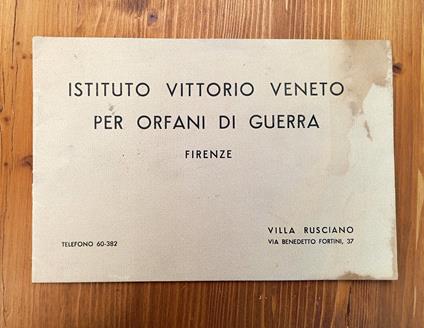 ISTITUTO VITTORIO VENETO
PER ORFANI DI GUERRA
FIRENZE
VILLA RUSCIANO
TELEFONO 60-382
VIA BENEDETTO FORTINI, 37